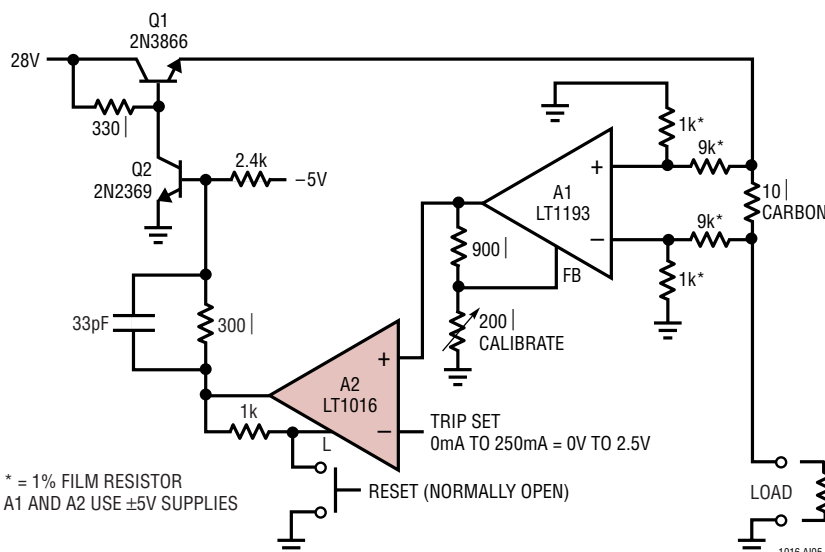 Q1
2N3866
28V
330|
Q2
2N2369
2.4k
−5V
33pF
300|
1k
A2
LT1016
+
−
L
TRIP SET
0mA TO 250mA = 0V TO 2.5V
RESET (NORMALLY OPEN)
900|
FB
200|
CALIBRATE
A1
LT1193
+
−
1k*
9k*
9k*
1k*
10|
CARBON
LOAD
* = 1% FILM RESISTOR
A1 AND A2 USE ±5V SUPPLIES